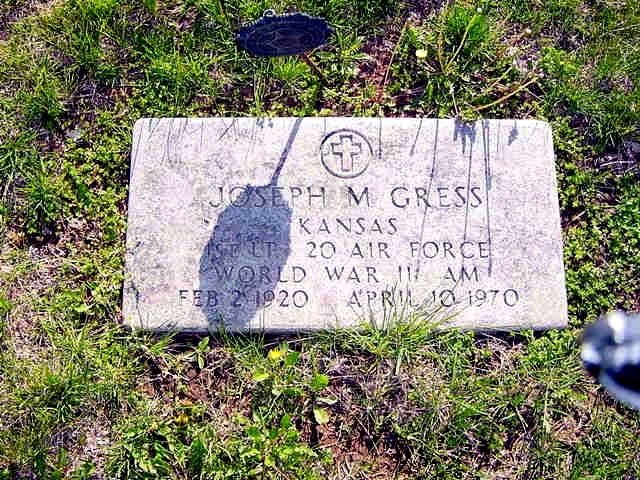 JOSEPH M GRESS
KANSAS
1ST LT 20 AIR FORCE
WORLD WAR II AM
FEB 2 1920 APRIL 10 1970